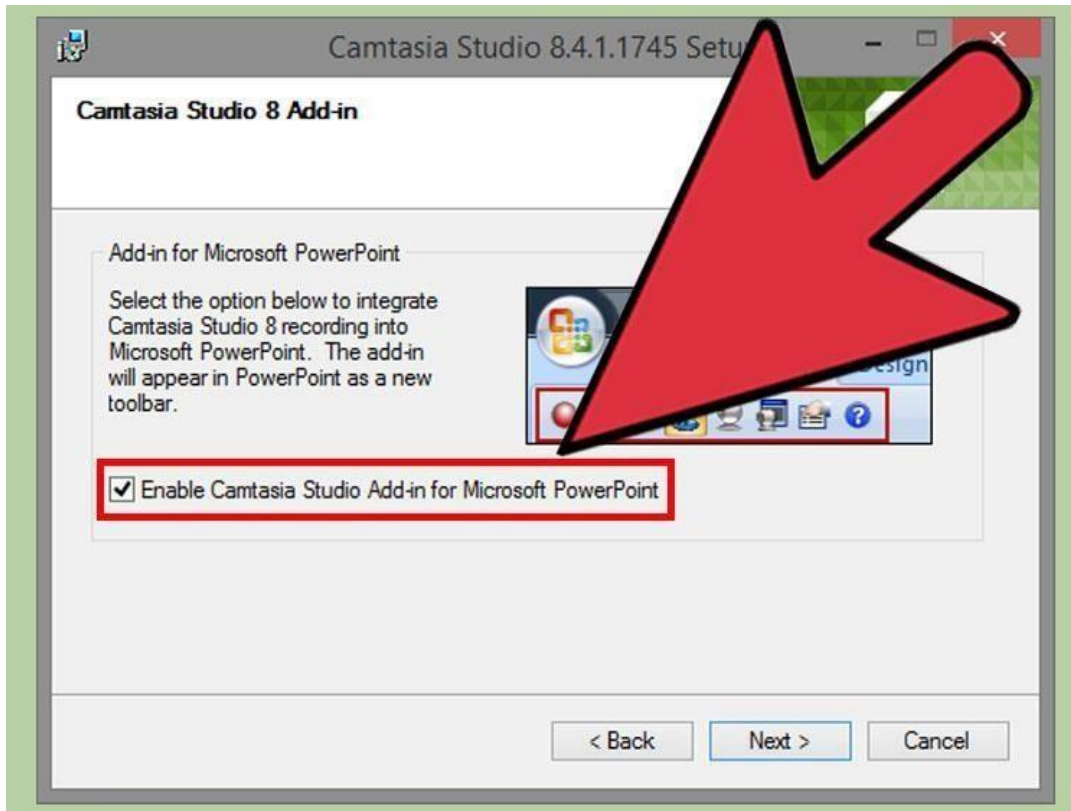 Camtasia Studio 8.4.1.1745 Setu
Camtasia Studio 8 Add-in
Add-in for Microsoft PowerPoint
Select the option below to integrate
Camtasia Studio 8 recording into
Microsoft PowerPoint. The add-in
will appear in PowerPoint as a new
toolbar.
Design
Enable Camtasia Studio Add-in for Microsoft PowerPoint
< Back
Next >
Cancel